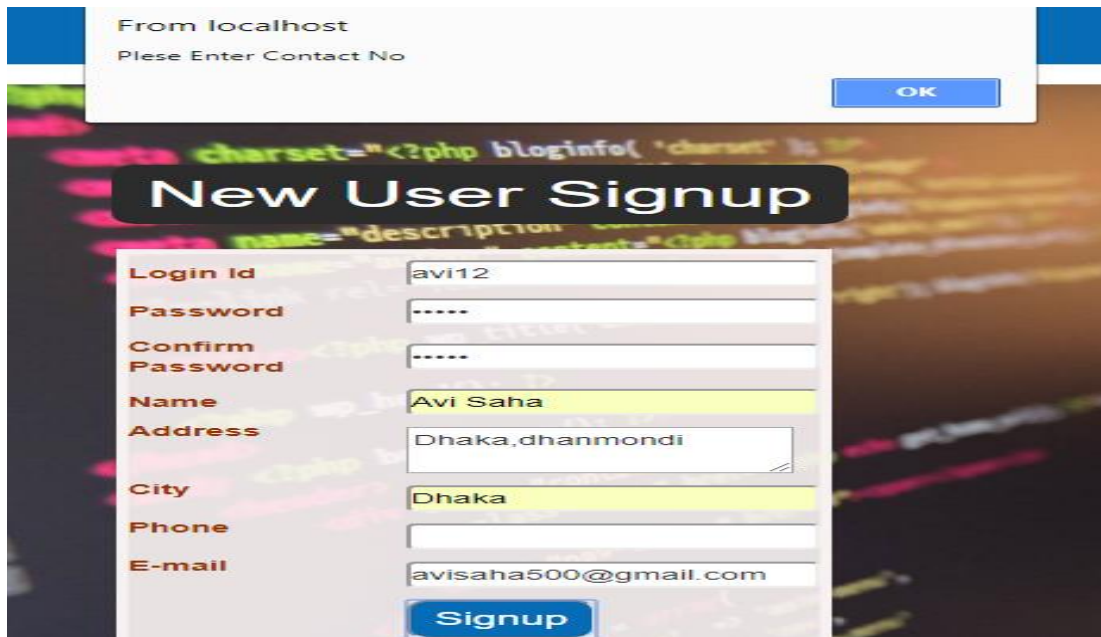 From localhost
Plese Enter Contact No
OK
charset="<?php bloginfo( 'charset' );
New User Signup
name="description"
Login Id avi12
Password •••••
Confirm
Password •••••
Name Avi Saha
Address Dhaka,dhanmondi
City Dhaka
Phone
E-mail avisaha500@gmail.com
Signup